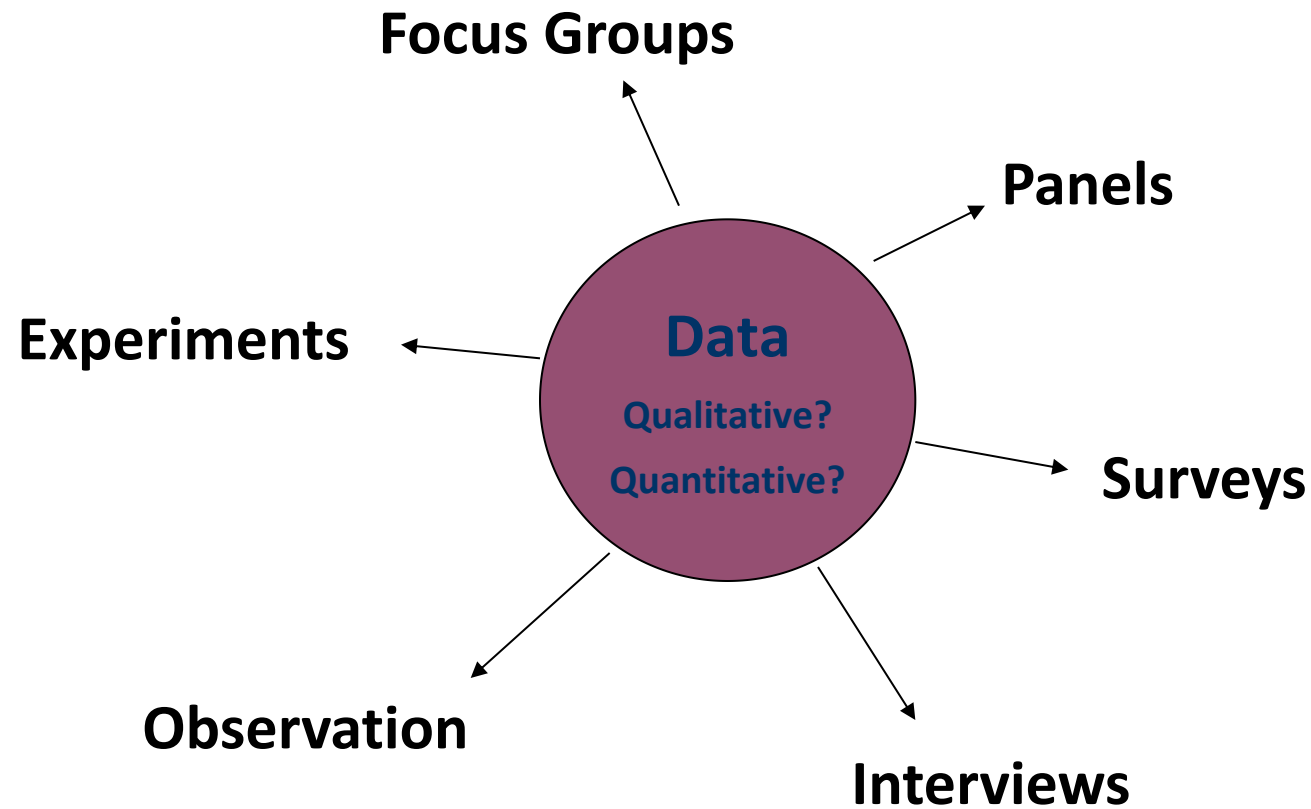 Focus Groups
Panels
Experiments
Data
Qualitative?
Quantitative?
Surveys
Observation
Interviews